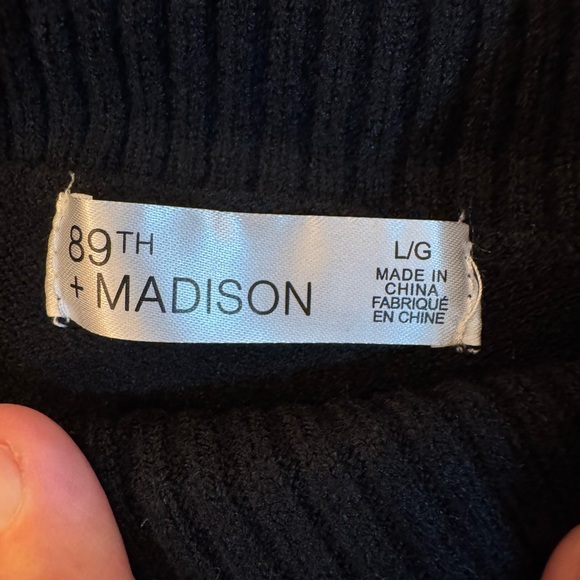 89TH
+ MADISON
L/G
MADE IN
CHINA
FABRIQUÉ
EN CHINE